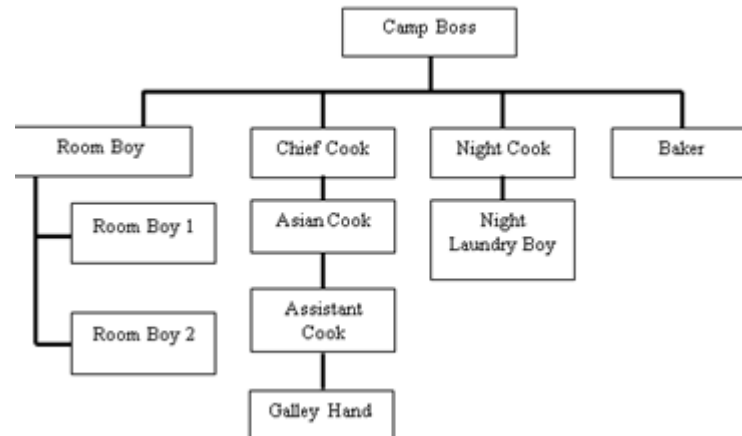 Camp Boss
Room Boy
Chief Cook
Night Cook
Baker
Room Boy 1
Asian Cook
Night
Laundry Boy
Room Boy 2
Assistant
Cook
Galley Hand